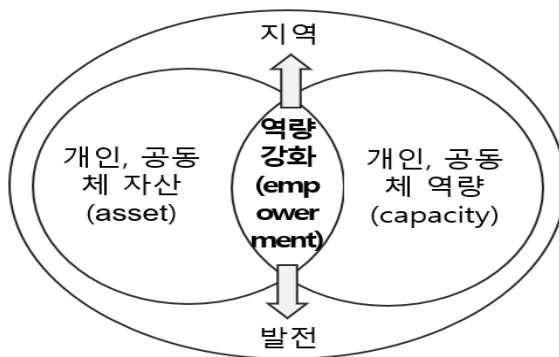 지역
개인, 공동
체 자산
(asset)
역량
강화
(emp
ower
ment)
개인, 공동
체 역량
(capacity)
발전